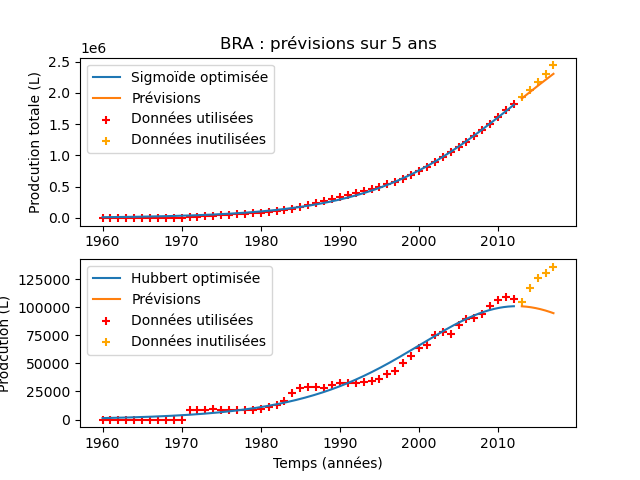 BRA : prévisions sur 5 ans
1e6
2.5
2.0
1.5
1.0
0.5
0.0
Prodcution totale (L)
Sigmoïde optimisée
Prévisions
Données utilisées
Données inutilisées
1960 1970 1980 1990 2000 2010
125000
100000
75000
50000
25000
0
Prodcution (L)
Hubbert optimisée
Prévisions
Données utilisées
Données inutilisées
1960 1970 1980 1990 2000 2010
Temps (années)